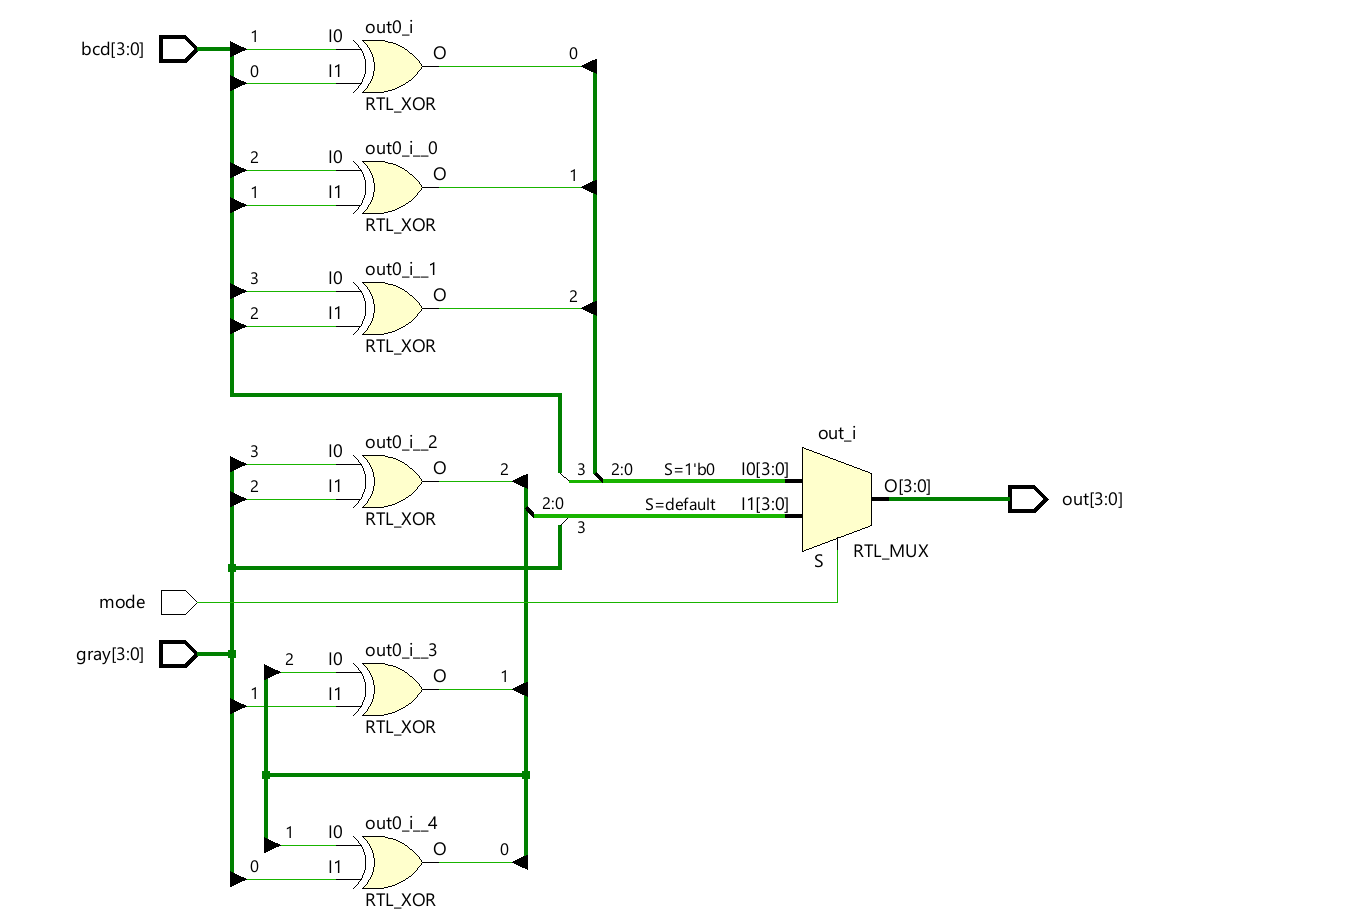 out0_i
bcd[3:0] 1 I0 O 0
0 I1
RTL_XOR
out0_i__0
2 I0 O 1
1 I1
RTL_XOR
out0_i__1
3 I0 O 2
2 I1
RTL_XOR
out_i
out0_i__2
3 I0 O 2 3 2:0 S=1'b0 I0[3:0]
2 I1 2:0 S=default I1[3:0] O[3:0] out[3:0]
RTL_XOR 3
S RTL_MUX
mode
gray[3:0]
out0_i__3
2 I0 O 1
1 I1
RTL_XOR
out0_i__4
1 I0 O 0
0 I1
RTL_XOR